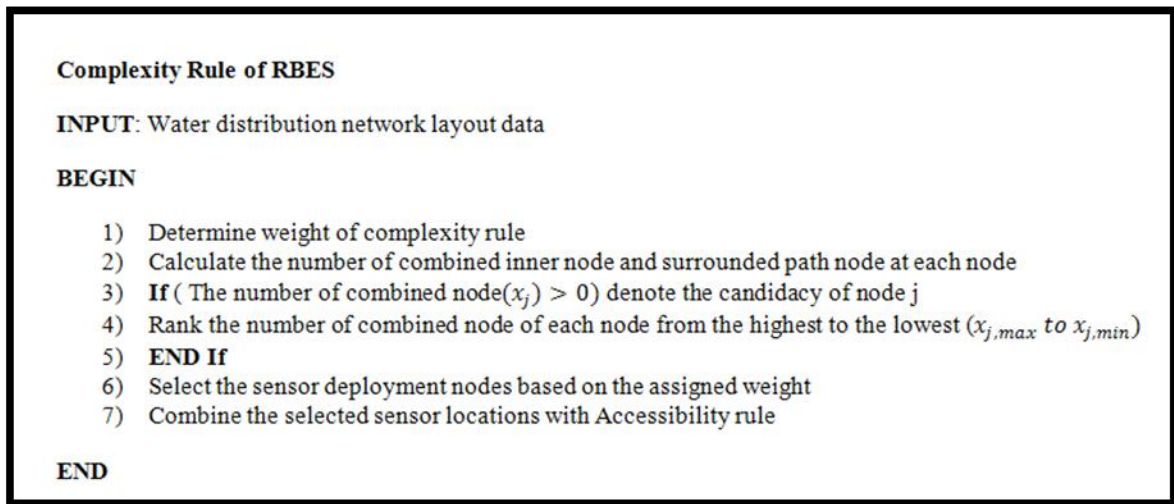 Complexity Rule of RBES
INPUT: Water distribution network layout data
BEGIN
1) Determine weight of complexity rule
2) Calculate the number of combined inner node and surrounded path node at each node
3) If ( The number of combined node(xⱼ) > 0) denote the candidacy of node j
4) Rank the number of combined node of each node from the highest to the lowest (x_{j,max} to x_{j,min})
5) END If
6) Select the sensor deployment nodes based on the assigned weight
7) Combine the selected sensor locations with Accessibility rule
END